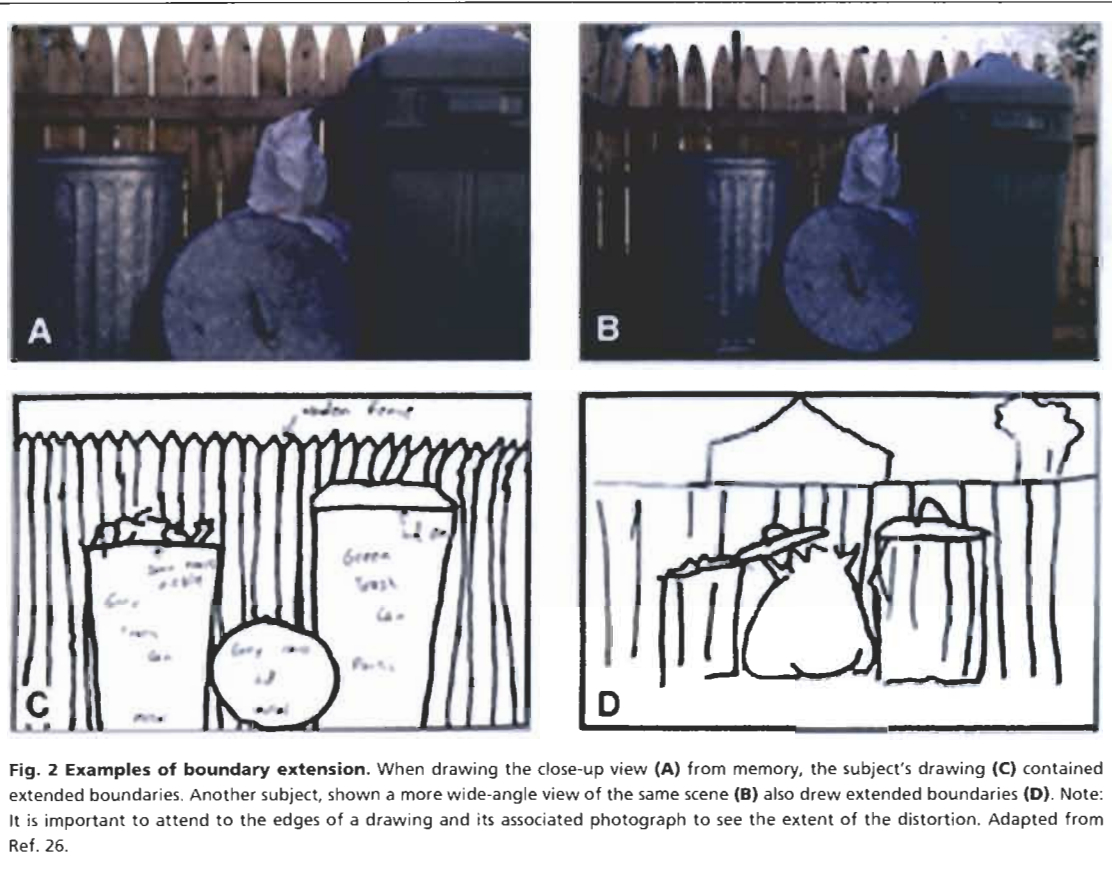 A
B
wooden fence
Green
Trash
Can
C
D
Fig. 2 Examples of boundary extension. When drawing the close-up view (A) from memory, the subject's drawing (C) contained
extended boundaries. Another subject, shown a more wide-angle view of the same scene (B) also drew extended boundaries (D). Note:
It is important to attend to the edges of a drawing and its associated photograph to see the extent of the distortion. Adapted from
Ref. 26.